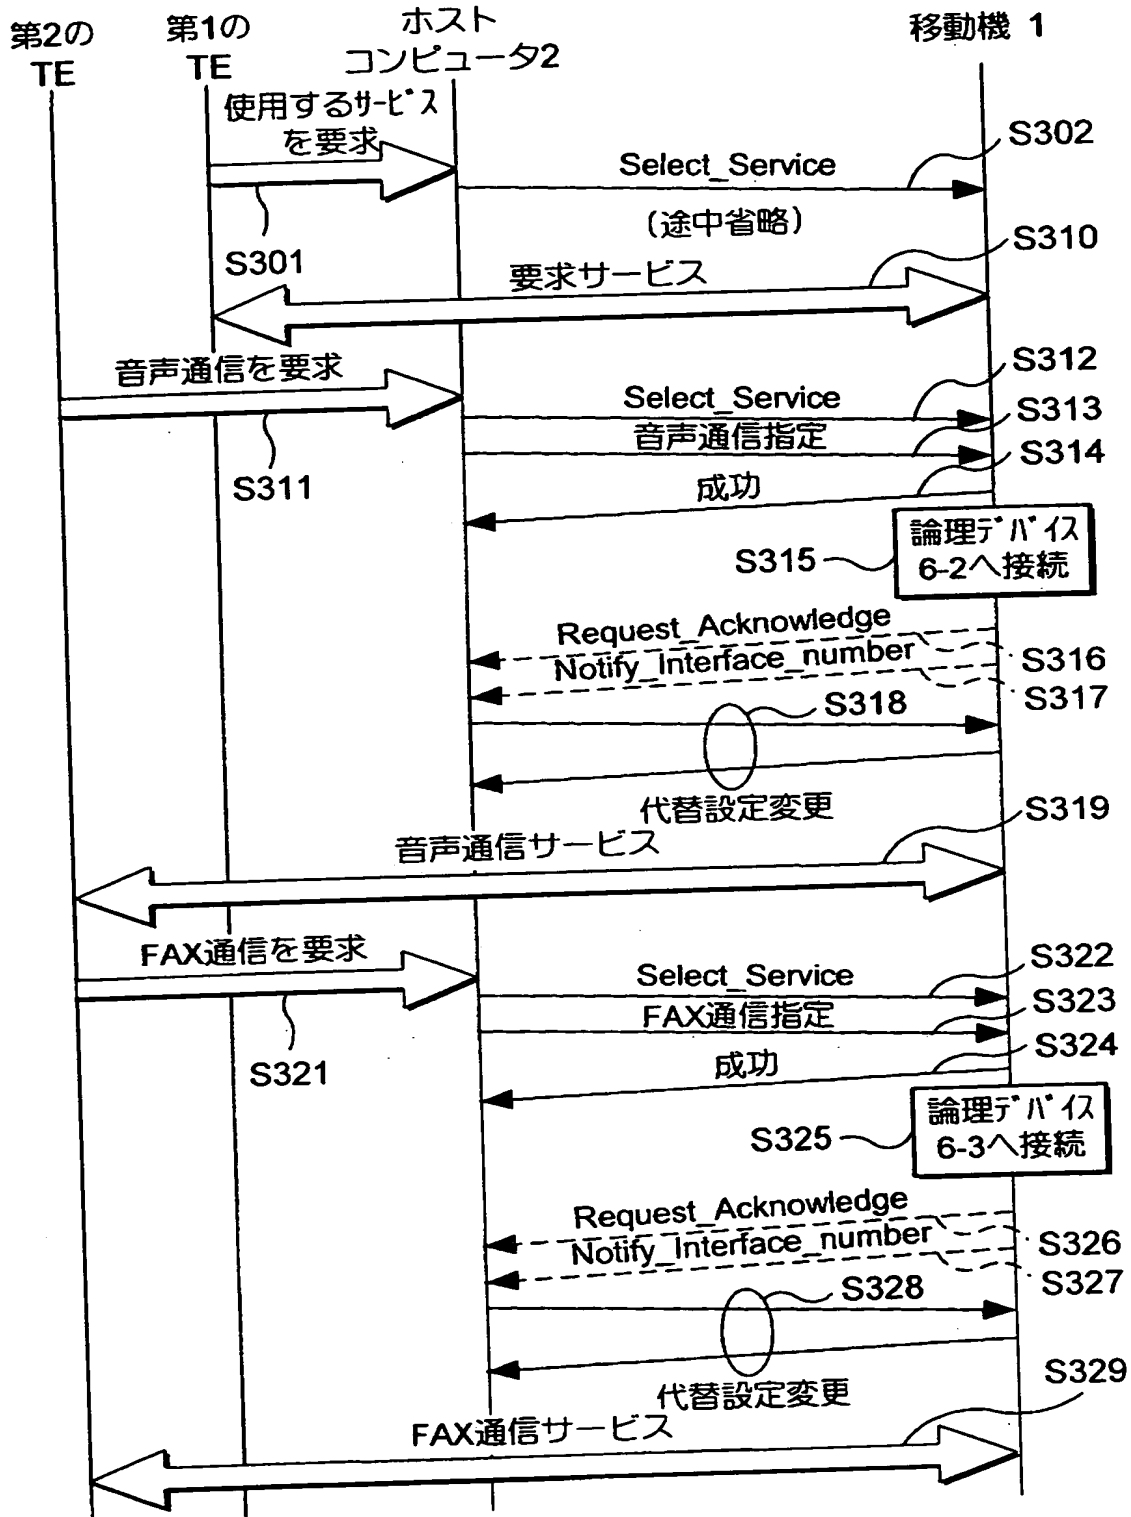 第2の
TE
第1の
TE
ホスト
コンピュータ2
移動機 1
使用するサービス
を要求
Select_Service
S302
S301
(途中省略)
S310
要求サービス
音声通信を要求
S312
Select_Service
S313
音声通信指定
S314
S311
成功
論理デバイス
6-2へ接続
S315
Request_Acknowledge
S316
Notify_Interface_number
S317
S318
代替設定変更
S319
音声通信サービス
FAX通信を要求
S322
Select_Service
S323
FAX通信指定
S324
S321
成功
論理デバイス
6-3へ接続
S325
Request_Acknowledge
S326
Notify_Interface_number
S327
S328
代替設定変更
S329
FAX通信サービス